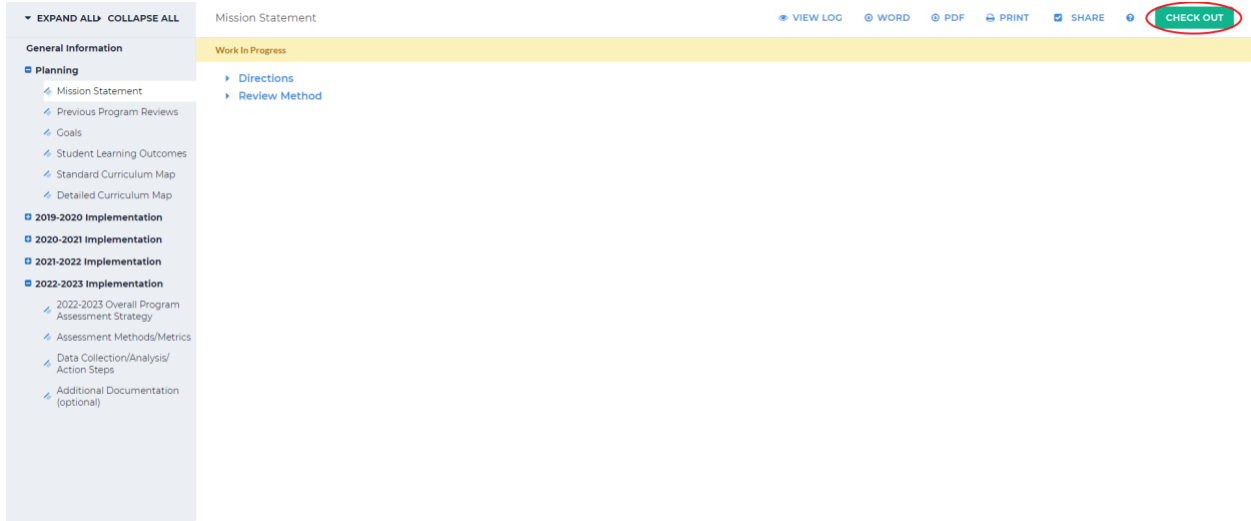 EXPAND ALL COLLAPSE ALL
Mission Statement
VIEW LOG
WORD
PDF
PRINT
SHARE
CHECK OUT
General Information
Planning
Mission Statement
Previous Program Reviews
Goals
Student Learning Outcomes
Standard Curriculum Map
Detailed Curriculum Map
2019-2020 Implementation
2020-2021 Implementation
2021-2022 Implementation
2022-2023 Implementation
2022-2023 Overall Program
Assessment Strategy
Assessment Methods/Metrics
Data Collection/Analysis/
Action Steps
Additional Documentation
(optional)
Work In Progress
Directions
Review Method